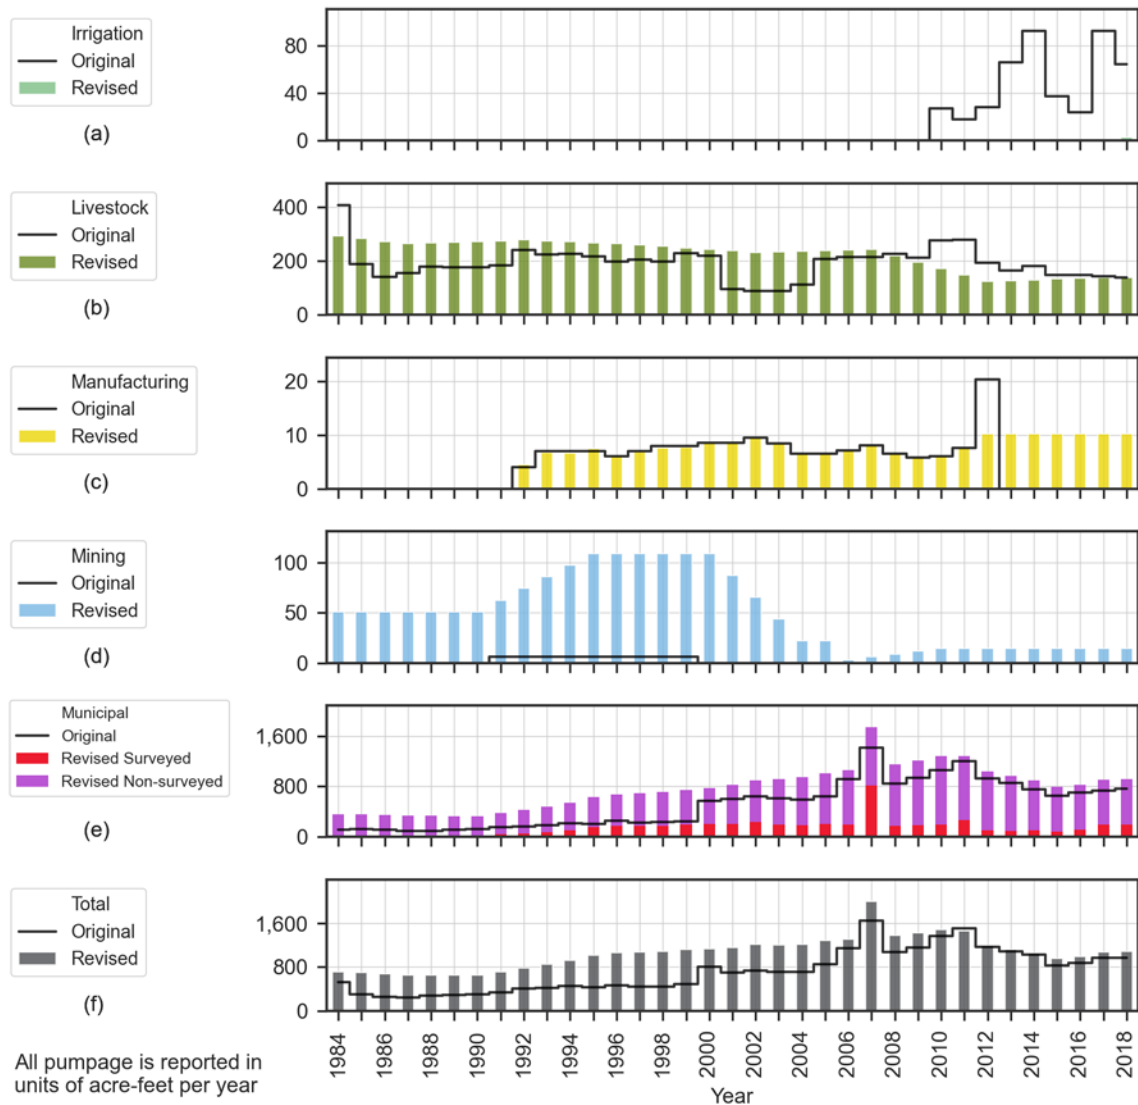 Irrigation
Original
Revised
(a)
80
40
0
Livestock
Original
Revised
(b)
400
200
0
Manufacturing
Original
Revised
(c)
20
10
0
Mining
Original
Revised
(d)
100
50
0
Municipal
Original
Revised Surveyed
Revised Non-surveyed
(e)
1,600
800
0
Total
Original
Revised
(f)
1,600
800
0
1984 1986 1988 1990 1992 1994 1996 1998 2000 2002 2004 2006 2008 2010 2012 2014 2016 2018
Year
All pumpage is reported in
units of acre-feet per year